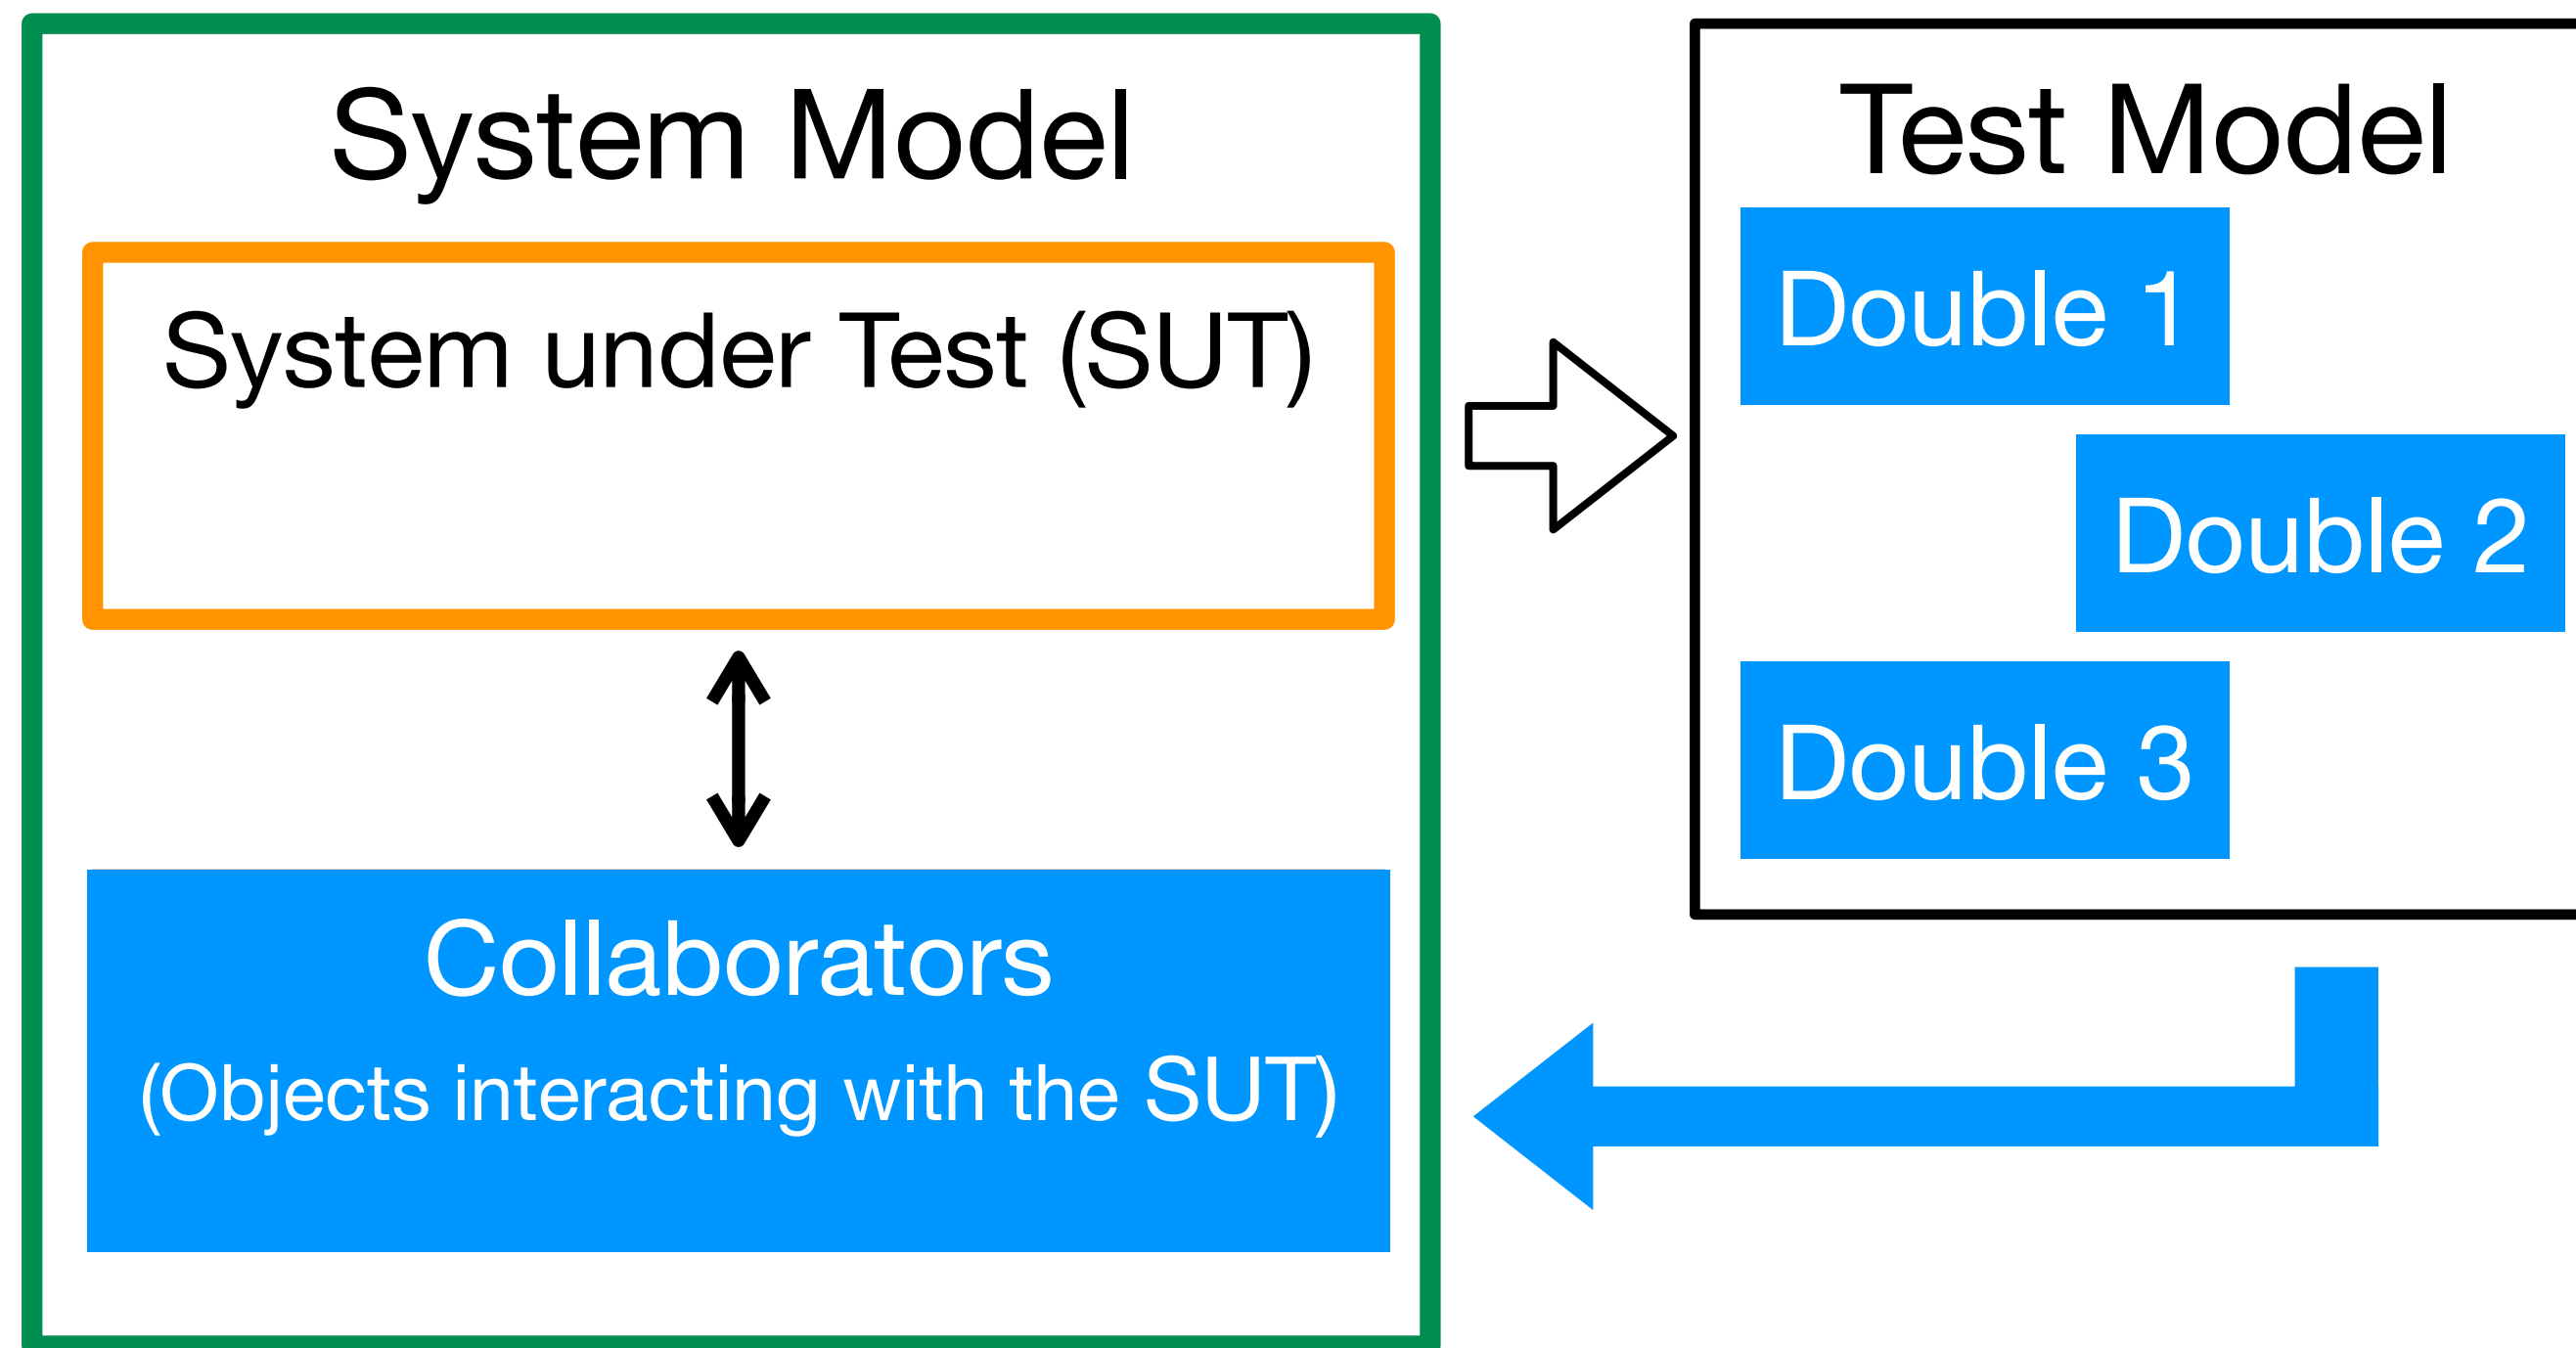 System Model
System under Test (SUT)
Collaborators
(Objects interacting with the SUT)
Test Model
Double 1
Double 2
Double 3